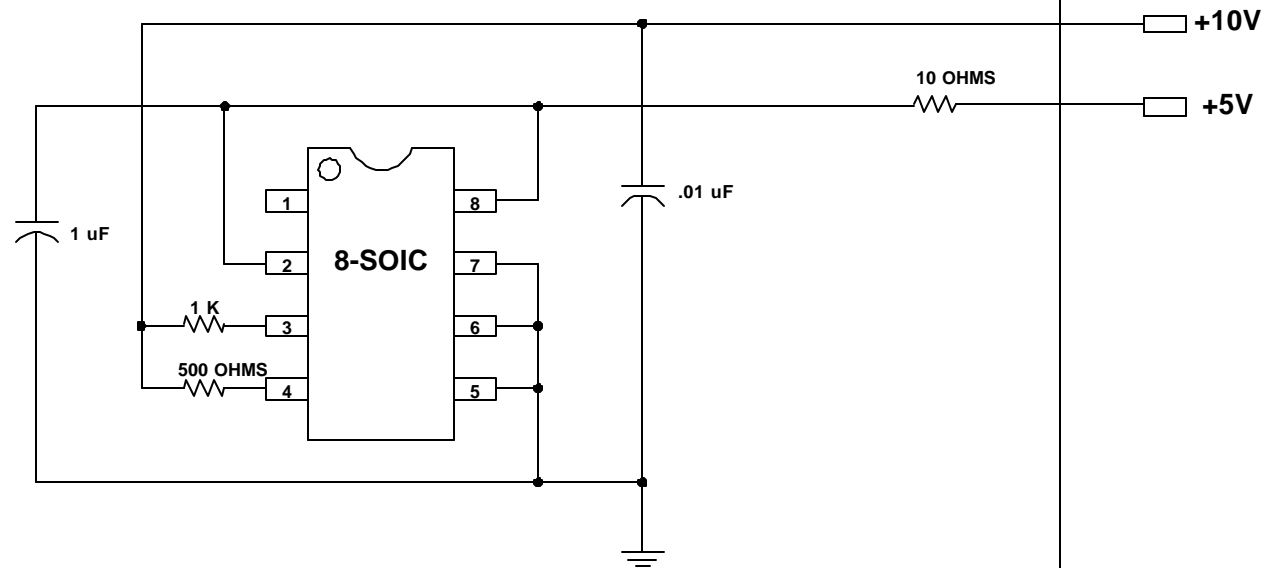 +10V
10 OHMS
+5V
.01 uF
1
8
1 uF
8-SOIC
2
7
1 K
3
6
500 OHMS
4
5